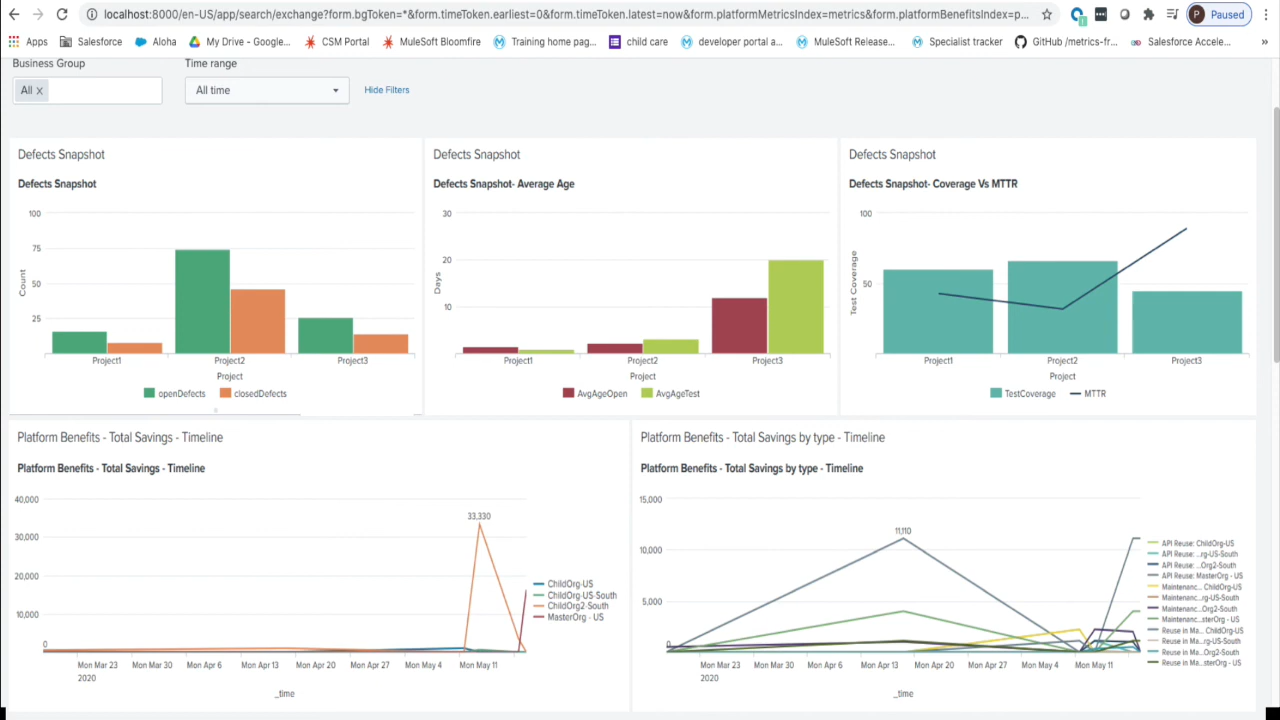 localhost:8000/en-US/app/search/exchange?form.bgToken=*&form.timeToken.earliest=0&form.timeToken.latest=now&form.platformMetricsIndex=metrics&form.platformBenefitsIndex=p...
P Paused
Apps Salesforce Aloha My Drive - Google... CSM Portal MuleSoft Bloomfire Training home pag... child care developer portal a... MuleSoft Release... Specialist tracker GitHub /metrics-fr... Salesforce Accele... »
Business Group Time range
All x All time Hide Filters
Defects Snapshot
Defects Snapshot
100
75
50
25
Count
Project1 Project2 Project3
Project
openDefects closedDefects
Defects Snapshot
Defects Snapshot- Average Age
30
20
10
Days
Project1 Project2 Project3
Project
AvgAgeOpen AvgAgeTest
Defects Snapshot
Defects Snapshot- Coverage Vs MTTR
100
50
Test Coverage
Project1 Project2 Project3
Project
TestCoverage MTTR
Platform Benefits - Total Savings - Timeline
Platform Benefits - Total Savings - Timeline
40,000
30,000
20,000
10,000
0
33,330
ChildOrg-US
ChildOrg-US-South
ChildOrg2-South
MasterOrg - US
Mon Mar 23 Mon Mar 30 Mon Apr 6 Mon Apr 13 Mon Apr 20 Mon Apr 27 Mon May 4 Mon May 11
2020
_time
Platform Benefits - Total Savings by type - Timeline
Platform Benefits - Total Savings by type - Timeline
15,000
10,000
5,000
0
11,110
API Reuse: ChildOrg-US
API Reuse: ...rg-US-South
API Reuse: ...Org2-South
API Reuse: MasterOrg - US
Maintenanc... ChildOrg-US
Maintenanc...rg-US-South
Maintenanc...Org2-South
Maintenanc...sterOrg - US
Reuse in Ma... ChildOrg-US
Reuse in Ma...rg-US-South
Reuse in Ma...Org2-South
Reuse in Ma...sterOrg - US
Mon Mar 23 Mon Mar 30 Mon Apr 6 Mon Apr 13 Mon Apr 20 Mon Apr 27 Mon May 4 Mon May 11
2020
_time